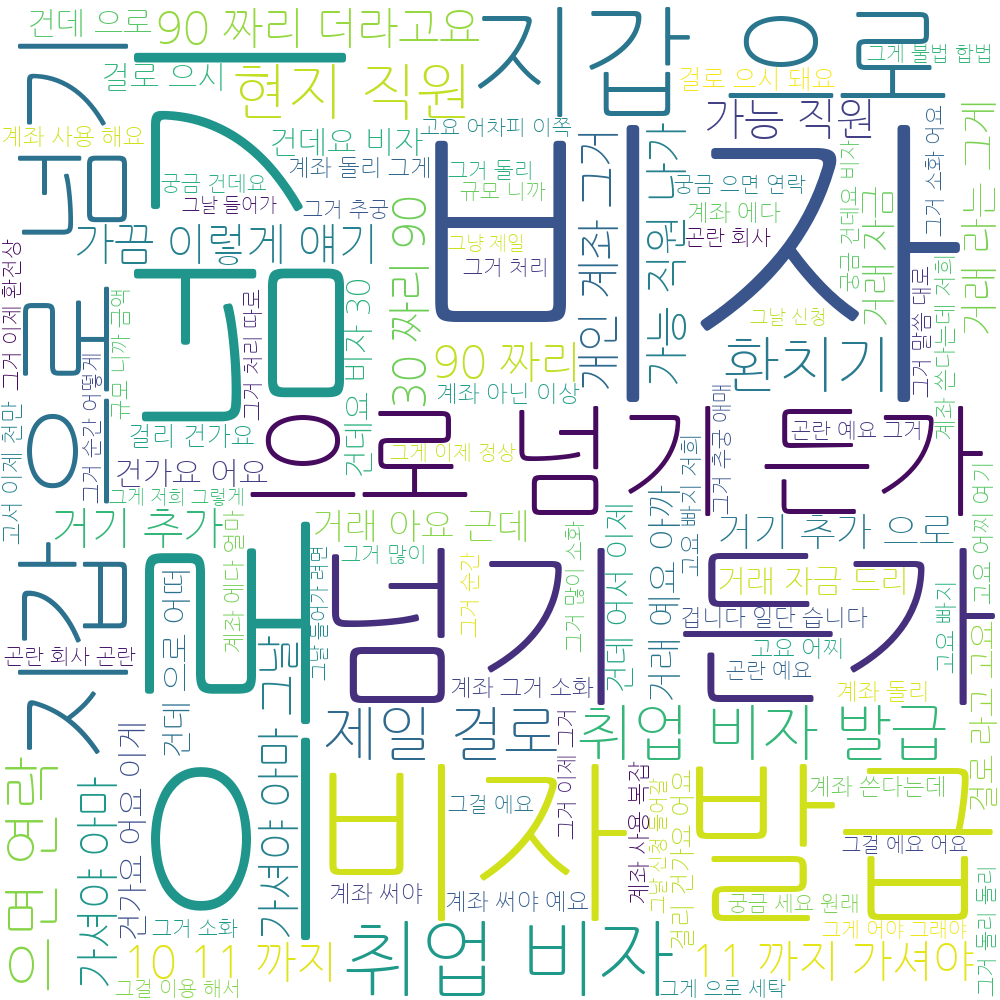 건데 으로
90 짜리 더라고요
지갑 으로
그게 불법 합법
걸로 으시
현지 직원
걸로 으시 돼요
가능 직원
계좌 사용 해요
건데요 비자
고요 어차피 이쪽
계좌 돌리 그게
그거 돌리
궁금 건데요
규모 니까
궁금 으면 연락
그날 들어가
그거 추궁
계좌 에다
가끔 이렇게 얘기
그냥 제일
곤란 회사
그거 처리
비자
넘기
그날 신청
90 짜리
환치기
계좌 아닌 이상
걸리 건가요
으로 넘기 든가
곤란 예요 그거
그게 이제 정상
건가요 어요
그게 저희 그렇게
거기 추가
거래 아요 근데
거기 추가 으로
그거 많이
넘기 든가
거래 자금 드리
겁니다 일단 습니다
고요 어찌
곤란 회사 곤란
곤란 예요
계좌 그거 소화
계좌 돌리
제일 걸로
취업 비자 발급
비자 발급
계좌 쓴다는데
그걸 에요
그걸 에요 어요
계좌 써야
계좌 써야 예요
궁금 세요 원래
그거 소화
그게 어야 그래야
10 11 까지
취업 비자
11 까지 가셔야
그걸 이용 해서
그게 으로 세탁
지갑 으로 넘기
그거 이제 환전상
고서 이제 천만
그거 순간 어떻게
규모 니까 금액
그거 처리 따로
건데요 비자 30
30 짜리 90
개인 계좌 그거
가능 직원 나가
궁금 건데요 비자
거래 자금
그거 소화 어요
그거 말씀 대로
계좌 쓴다는데 저희
거래 라는 그게
그거 추궁 애매
고요 빠지 저희
거래 예요 아까
건데 어서 이제
그거 많이 소화
그거 순간
그날 들어가 려면
계좌 에다 얼마
으로 어떠
건데
가셔야 아마 그날
가셔야 아마
건가요 어요 이게
으면 연락
그거 이제 그거
계좌 사용 복잡
그날 신청 들어갈
걸리 건가요 어요
고요 빠지
고요 어찌 여기
걸로 라고 고요
그거 돌리 돌리